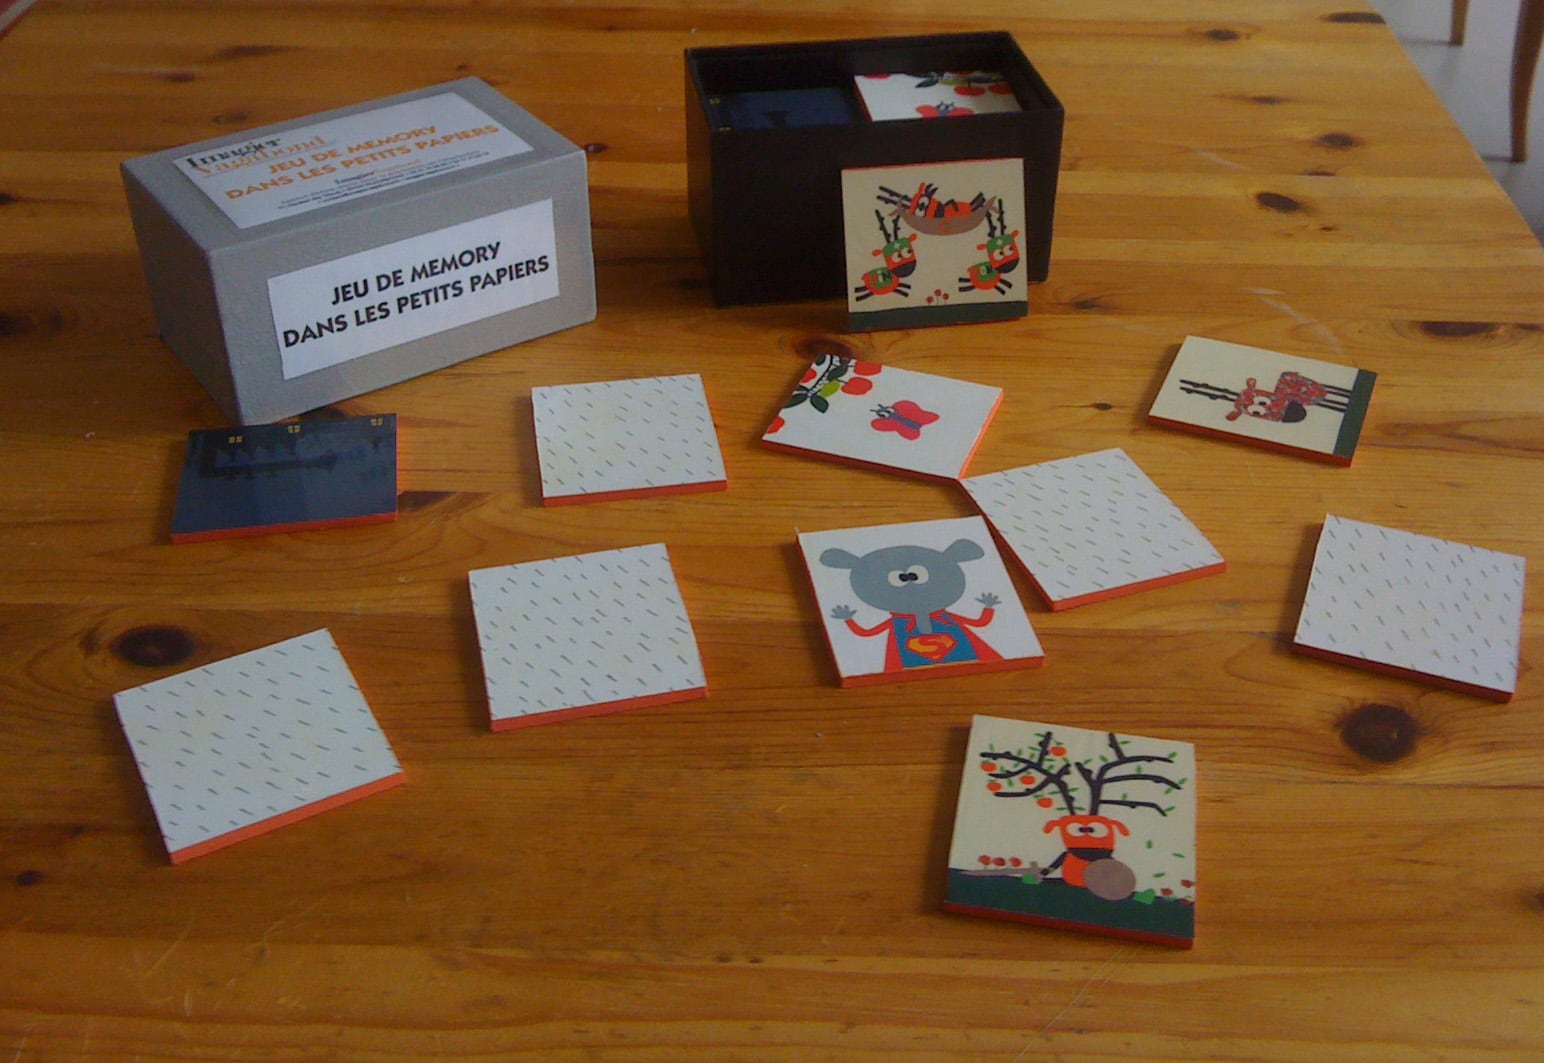 Imagier
Vagabond
JEU DE MEMORY
DANS LES PETITS PAPIERS
JEU DE MEMORY
DANS LES PETITS PAPIERS
S